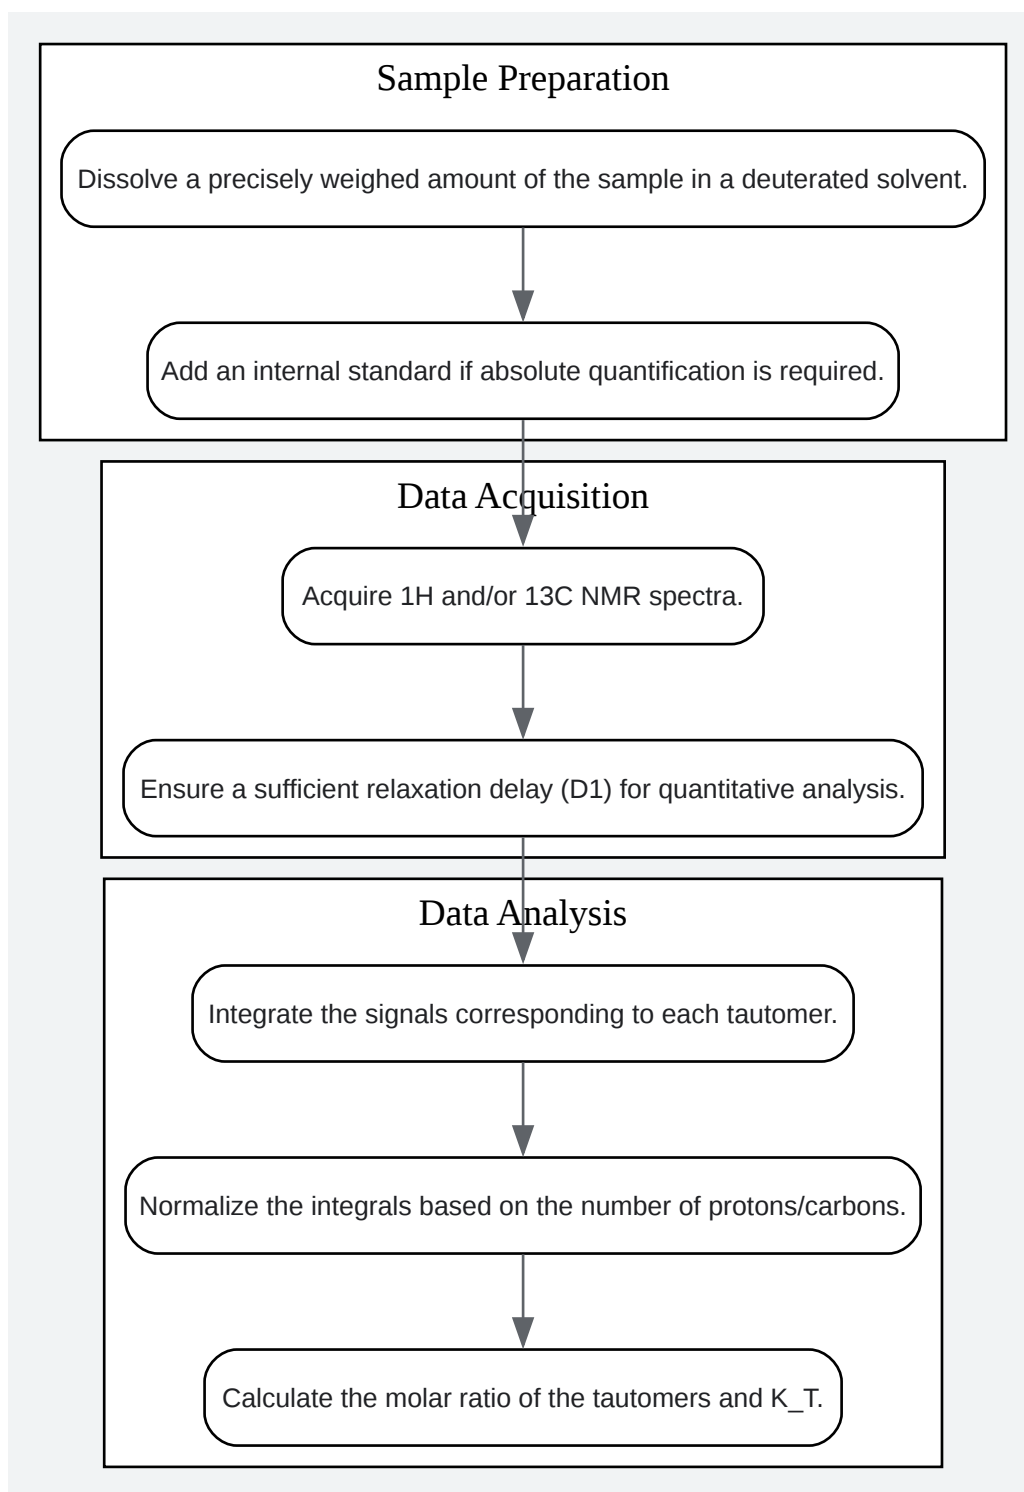 Sample Preparation
Dissolve a precisely weighed amount of the sample in a deuterated solvent.
Add an internal standard if absolute quantification is required.
Data Acquisition
Acquire 1H and/or 13C NMR spectra.
Ensure a sufficient relaxation delay (D1) for quantitative analysis.
Data Analysis
Integrate the signals corresponding to each tautomer.
Normalize the integrals based on the number of protons/carbons.
Calculate the molar ratio of the tautomers and K_T.